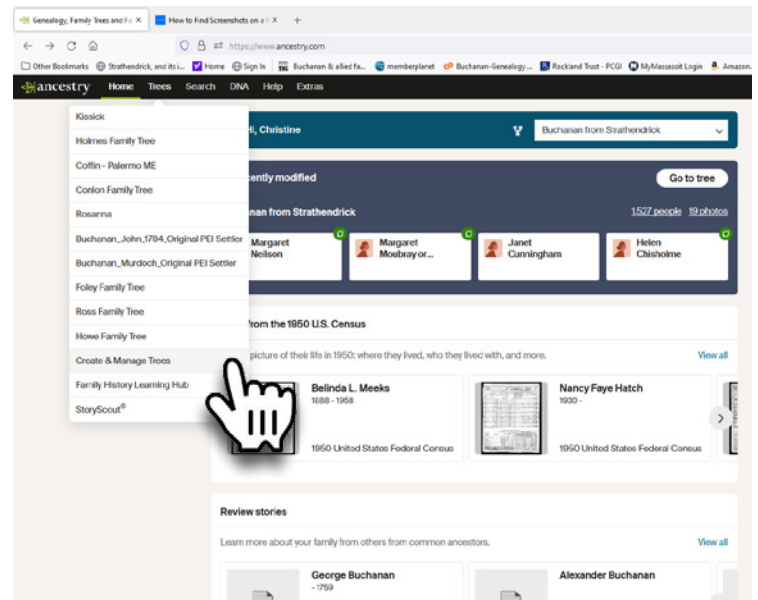 Genealogy, Family Trees and Fa
How to Find Screenshots on a
https://www.ancestry.com
Other Bookmarks Strathendrick, and its i... Home Sign In Buchanan & allied fa... memberplanet Buchanan-Genealogy... Rockland Trust - PCGI MyMassasoit Login Amazon.
ancestry Home Trees Search DNA Help Extras
Hi, Christine
Buchanan from Strathendrick
Kissick
Holmes Family Tree
Coffin - Palermo ME
Conlon Family Tree
Rosanna
Buchanan_John_1784_Original PEI Settler
Buchanan_Murdoch_Original PEI Settler
Foley Family Tree
Ross Family Tree
Howe Family Tree
Create & Manage Trees
Family History Learning Hub
StoryScout®
ently modified
Go to tree
nan from Strathendrick
1,527 people 19 photos
Margaret
Neilson
Margaret
Moubray or...
Janet
Cunningham
Helen
Chisholme
from the 1950 U.S. Census
picture of their life in 1950: where they lived, who they lived with, and more.
View all
Belinda L. Meeks
1888 - 1958
1950 United States Federal Census
Nancy Faye Hatch
1930 -
1950 United States Federal Census
Review stories
Learn more about your family from others from common ancestors.
View all
George Buchanan
- 1759
Alexander Buchanan